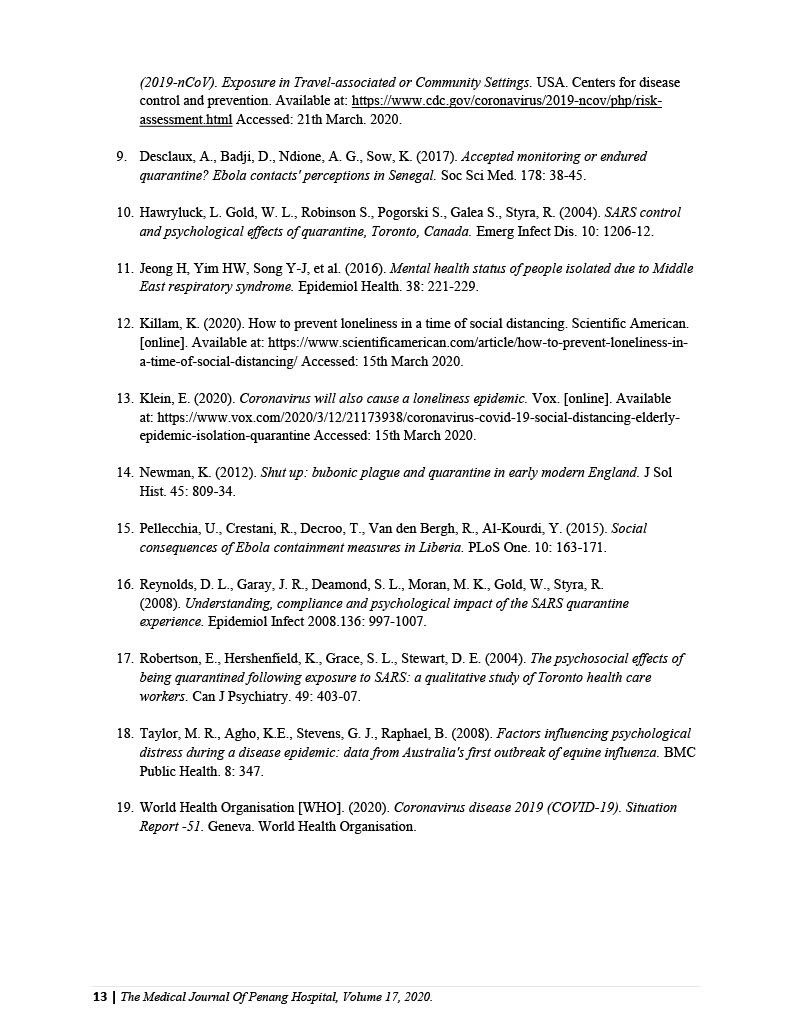 (2019-nCoV). Exposure in Travel-associated or Community Settings. USA. Centers for disease
control and prevention. Available at: https://www.cdc.gov/coronavirus/2019-ncov/php/risk-
assessment.html Accessed: 21th March. 2020.
9. Desclaux, A., Badji, D., Ndione, A. G., Sow, K. (2017). Accepted monitoring or endured
quarantine? Ebola contacts' perceptions in Senegal. Soc Sci Med. 178: 38-45.
10. Hawryluck, L. Gold, W. L., Robinson S., Pogorski S., Galea S., Styra, R. (2004). SARS control
and psychological effects of quarantine, Toronto, Canada. Emerg Infect Dis. 10: 1206-12.
11. Jeong H, Yim HW, Song Y-J, et al. (2016). Mental health status of people isolated due to Middle
East respiratory syndrome. Epidemiol Health. 38: 221-229.
12. Killam, K. (2020). How to prevent loneliness in a time of social distancing. Scientific American.
[online]. Available at: https://www.scientificamerican.com/article/how-to-prevent-loneliness-in-
a-time-of-social-distancing/ Accessed: 15th March 2020.
13. Klein, E. (2020). Coronavirus will also cause a loneliness epidemic. Vox. [online]. Available
at: https://www.vox.com/2020/3/12/21173938/coronavirus-covid-19-social-distancing-elderly-
epidemic-isolation-quarantine Accessed: 15th March 2020.
14. Newman, K. (2012). Shut up: bubonic plague and quarantine in early modern England. J Sol
Hist. 45: 809-34.
15. Pellecchia, U., Crestani, R., Decroo, T., Van den Bergh, R., Al-Kourdi, Y. (2015). Social
consequences of Ebola containment measures in Liberia. PLoS One. 10: 163-171.
16. Reynolds, D. L., Garay, J. R., Deamond, S. L., Moran, M. K., Gold, W., Styra, R.
(2008). Understanding, compliance and psychological impact of the SARS quarantine
experience. Epidemiol Infect 2008.136: 997-1007.
17. Robertson, E., Hershenfield, K., Grace, S. L., Stewart, D. E. (2004). The psychosocial effects of
being quarantined following exposure to SARS: a qualitative study of Toronto health care
workers. Can J Psychiatry. 49: 403-07.
18. Taylor, M. R., Agho, K.E., Stevens, G. J., Raphael, B. (2008). Factors influencing psychological
distress during a disease epidemic: data from Australia's first outbreak of equine influenza. BMC
Public Health. 8: 347.
19. World Health Organisation [WHO]. (2020). Coronavirus disease 2019 (COVID-19). Situation
Report -51. Geneva. World Health Organisation.
13 | The Medical Journal Of Penang Hospital, Volume 17, 2020.